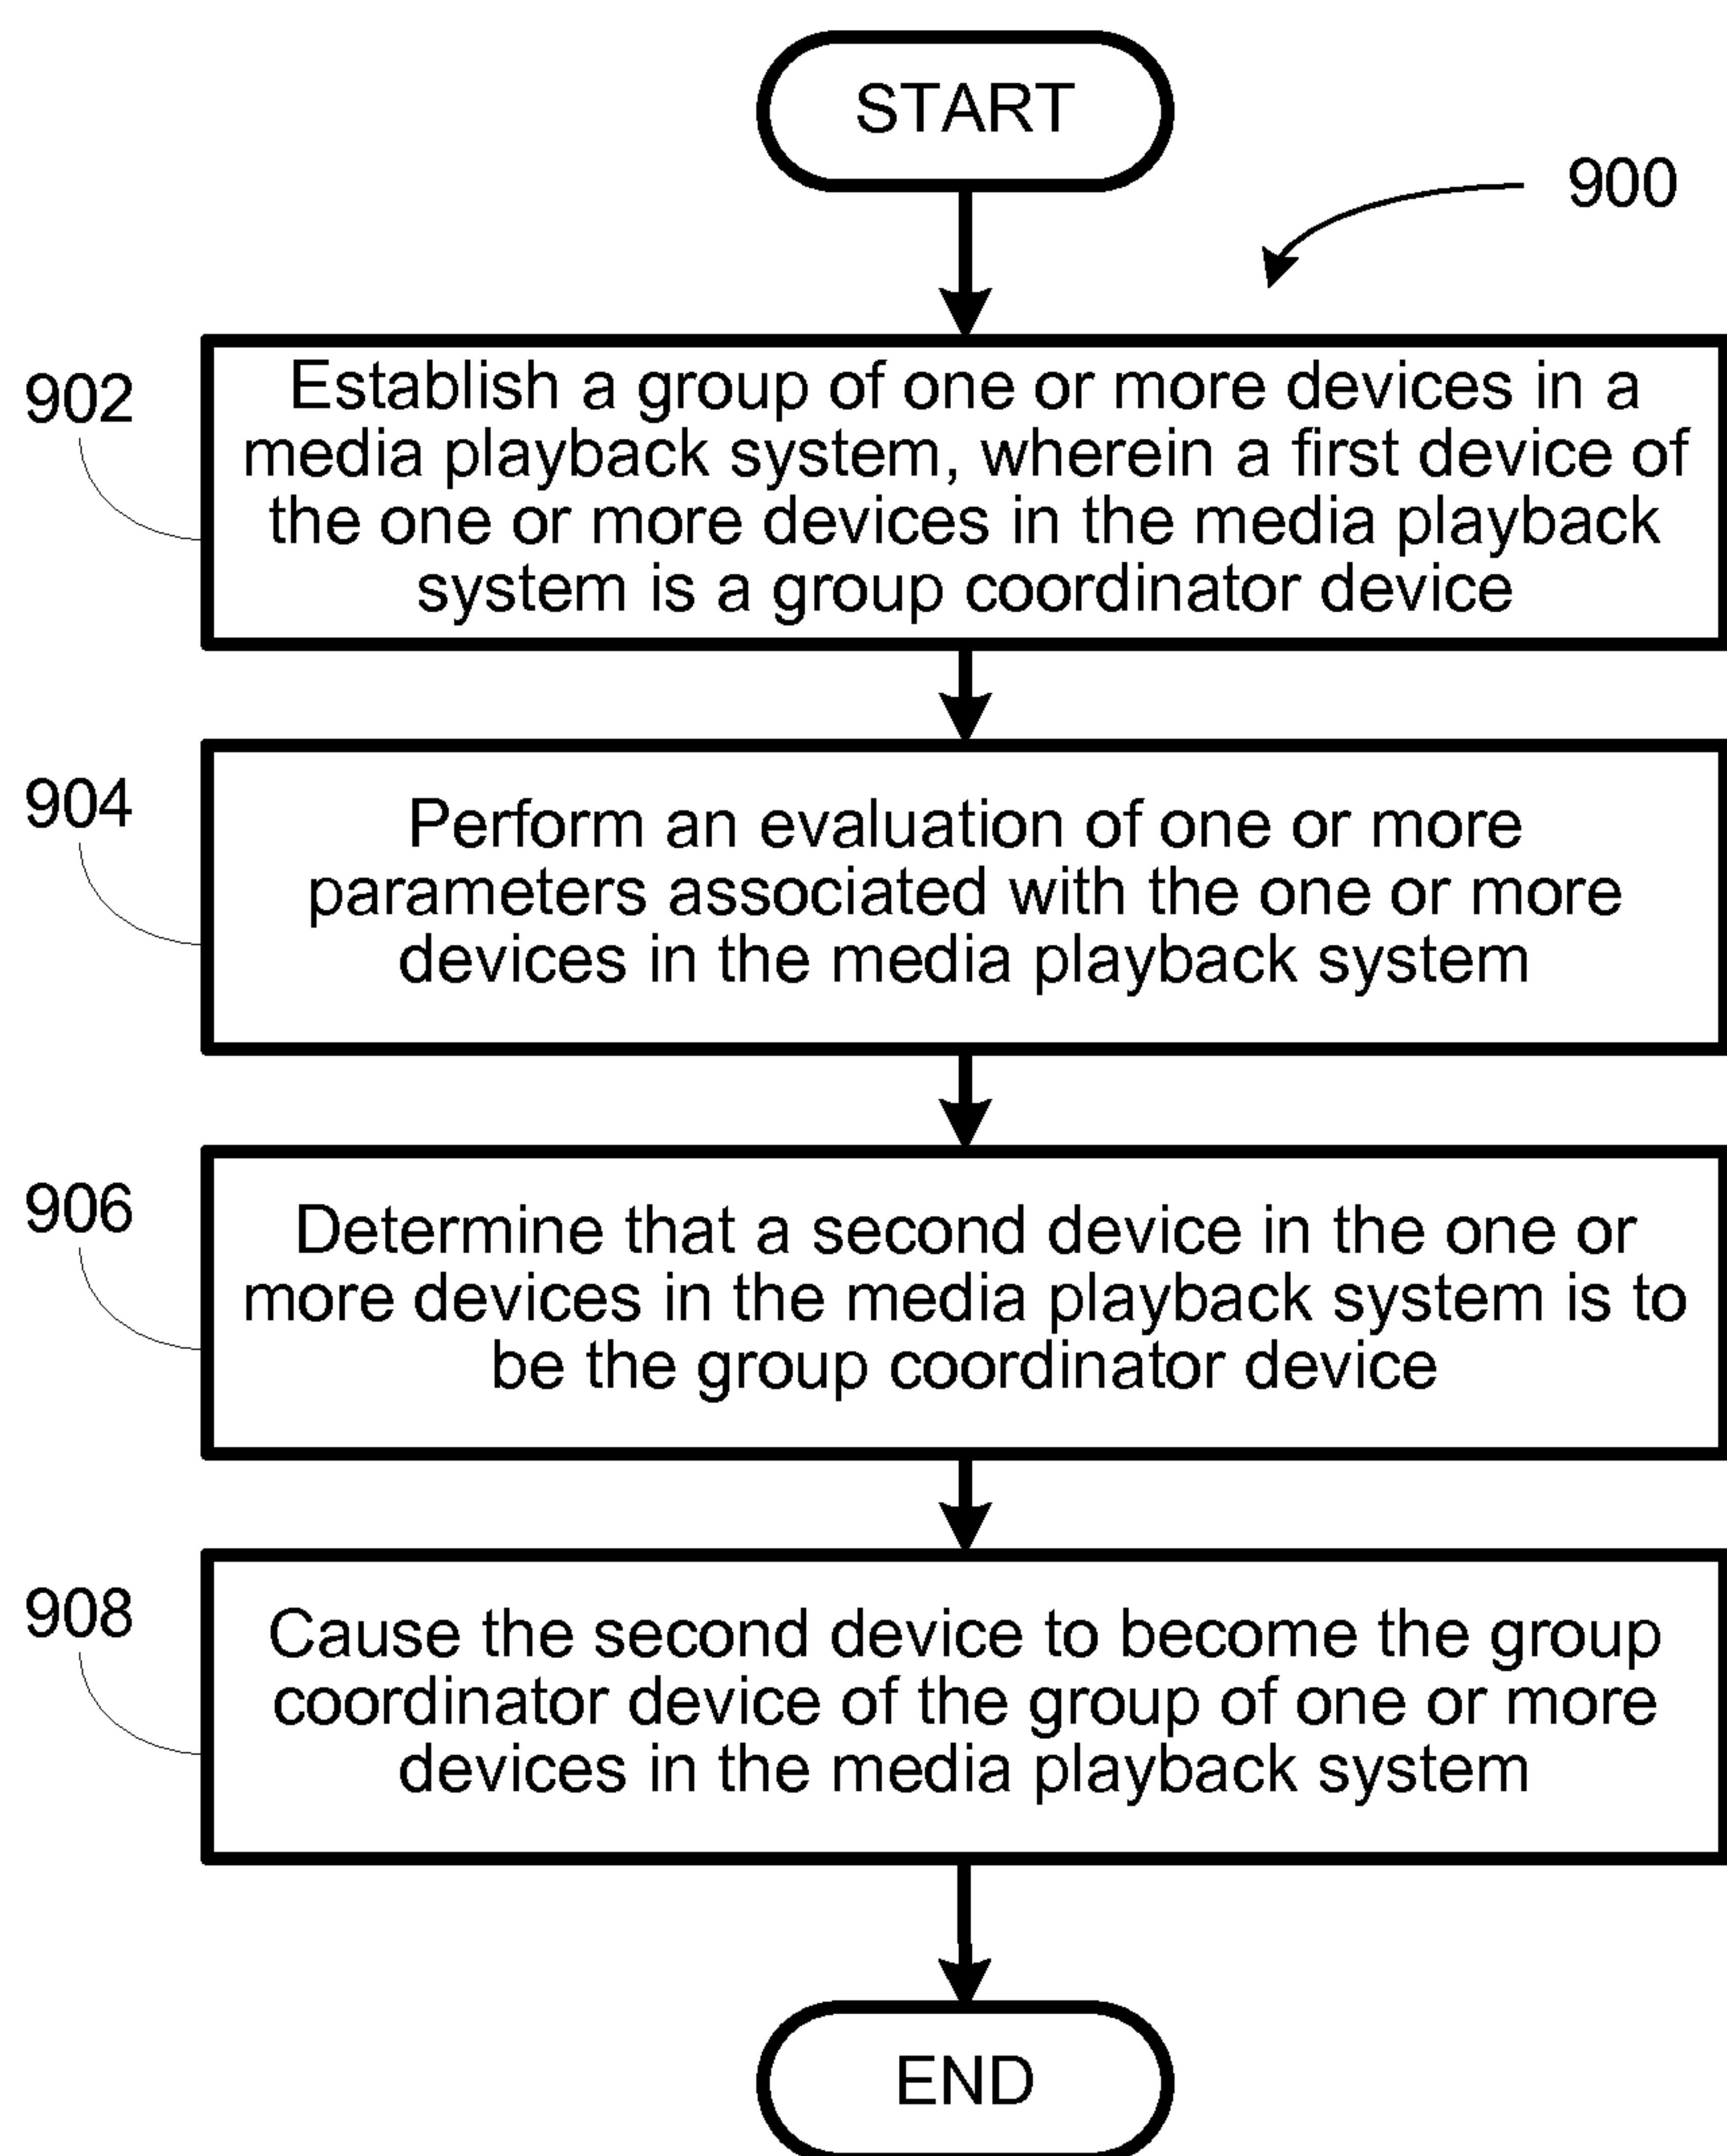 START
900
902
Establish a group of one or more devices in a
media playback system, wherein a first device of
the one or more devices in the media playback
system is a group coordinator device
904
Perform an evaluation of one or more
parameters associated with the one or more
devices in the media playback system
906
Determine that a second device in the one or
more devices in the media playback system is to
be the group coordinator device
908
Cause the second device to become the group
coordinator device of the group of one or more
devices in the media playback system
END